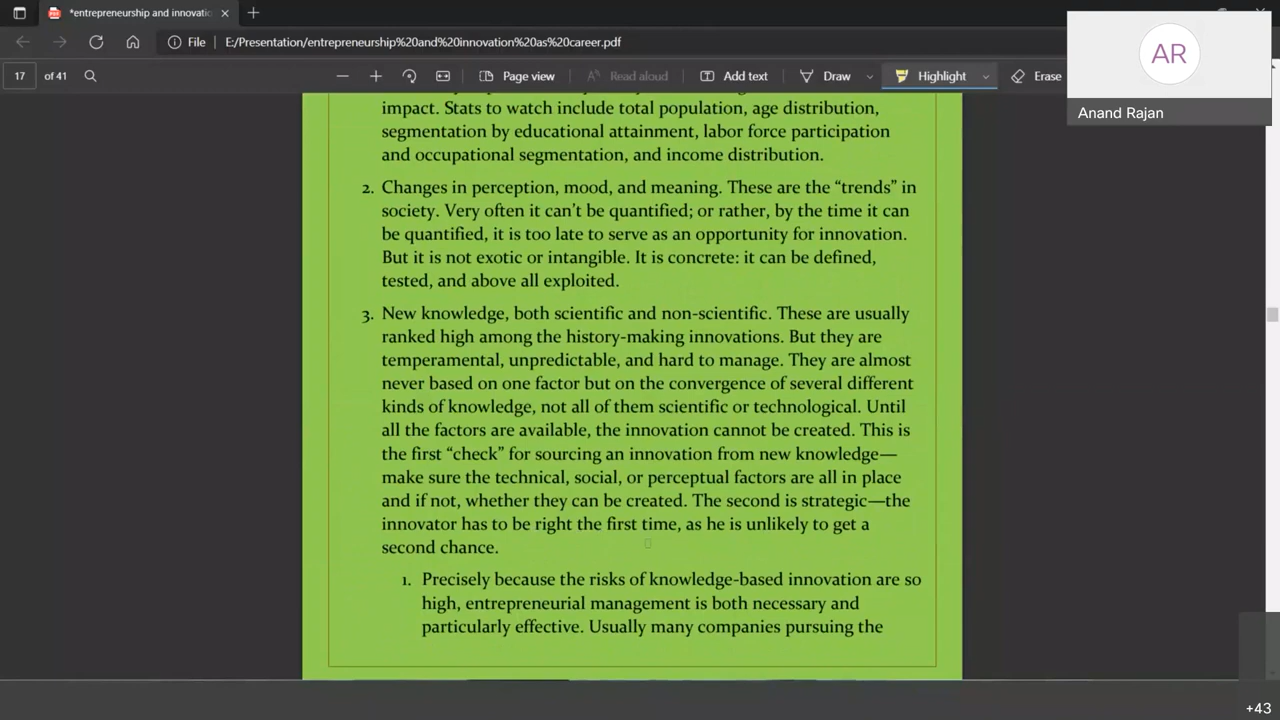 *entrepreneurship and innovatio
File
E:/Presentation/entrepreneurship%20and%20innovation%20as%20career.pdf
AR
Anand Rajan
17 of 41
Page view
Read aloud
Add text
Draw
Highlight
Erase
impact. Stats to watch include total population, age distribution,
segmentation by educational attainment, labor force participation
and occupational segmentation, and income distribution.
2. Changes in perception, mood, and meaning. These are the “trends” in
society. Very often it can’t be quantified; or rather, by the time it can
be quantified, it is too late to serve as an opportunity for innovation.
But it is not exotic or intangible. It is concrete: it can be defined,
tested, and above all exploited.
3. New knowledge, both scientific and non-scientific. These are usually
ranked high among the history-making innovations. But they are
temperamental, unpredictable, and hard to manage. They are almost
never based on one factor but on the convergence of several different
kinds of knowledge, not all of them scientific or technological. Until
all the factors are available, the innovation cannot be created. This is
the first “check” for sourcing an innovation from new knowledge—
make sure the technical, social, or perceptual factors are all in place
and if not, whether they can be created. The second is strategic—the
innovator has to be right the first time, as he is unlikely to get a
second chance.
1. Precisely because the risks of knowledge-based innovation are so
high, entrepreneurial management is both necessary and
particularly effective. Usually many companies pursuing the
+43